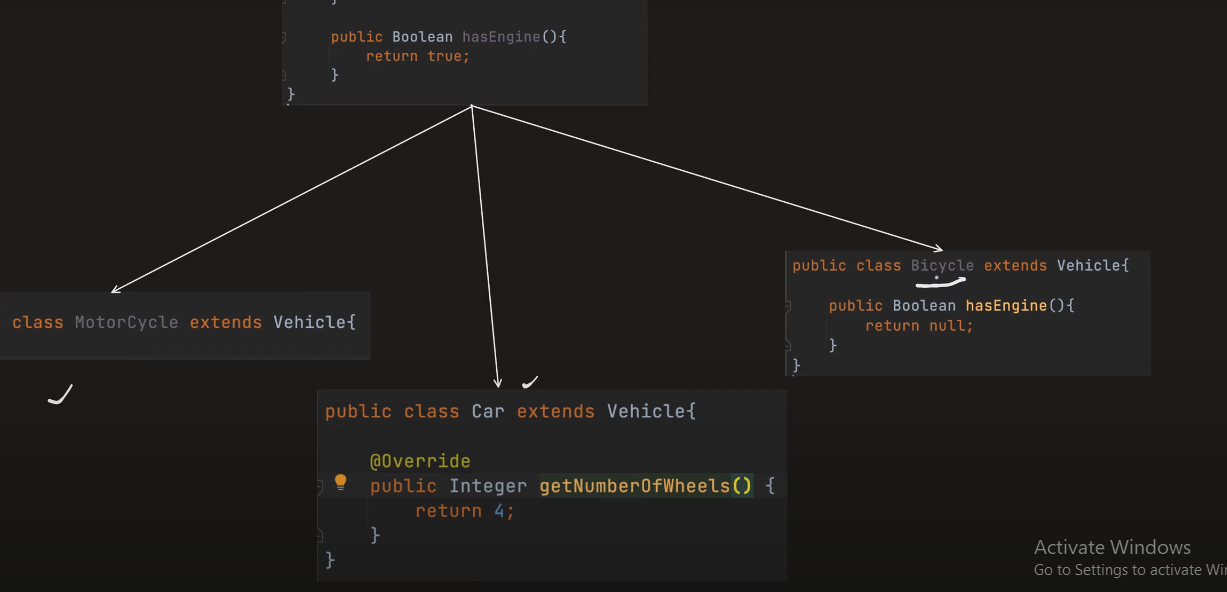 }
public Boolean hasEngine(){
return true;
}
}
class MotorCycle extends Vehicle{
public class Car extends Vehicle{
@Override
public Integer getNumberOfWheels() {
return 4;
}
}
public class Bicycle extends Vehicle{
public Boolean hasEngine(){
return null;
}
}
Activate Windows
Go to Settings to activate Wi